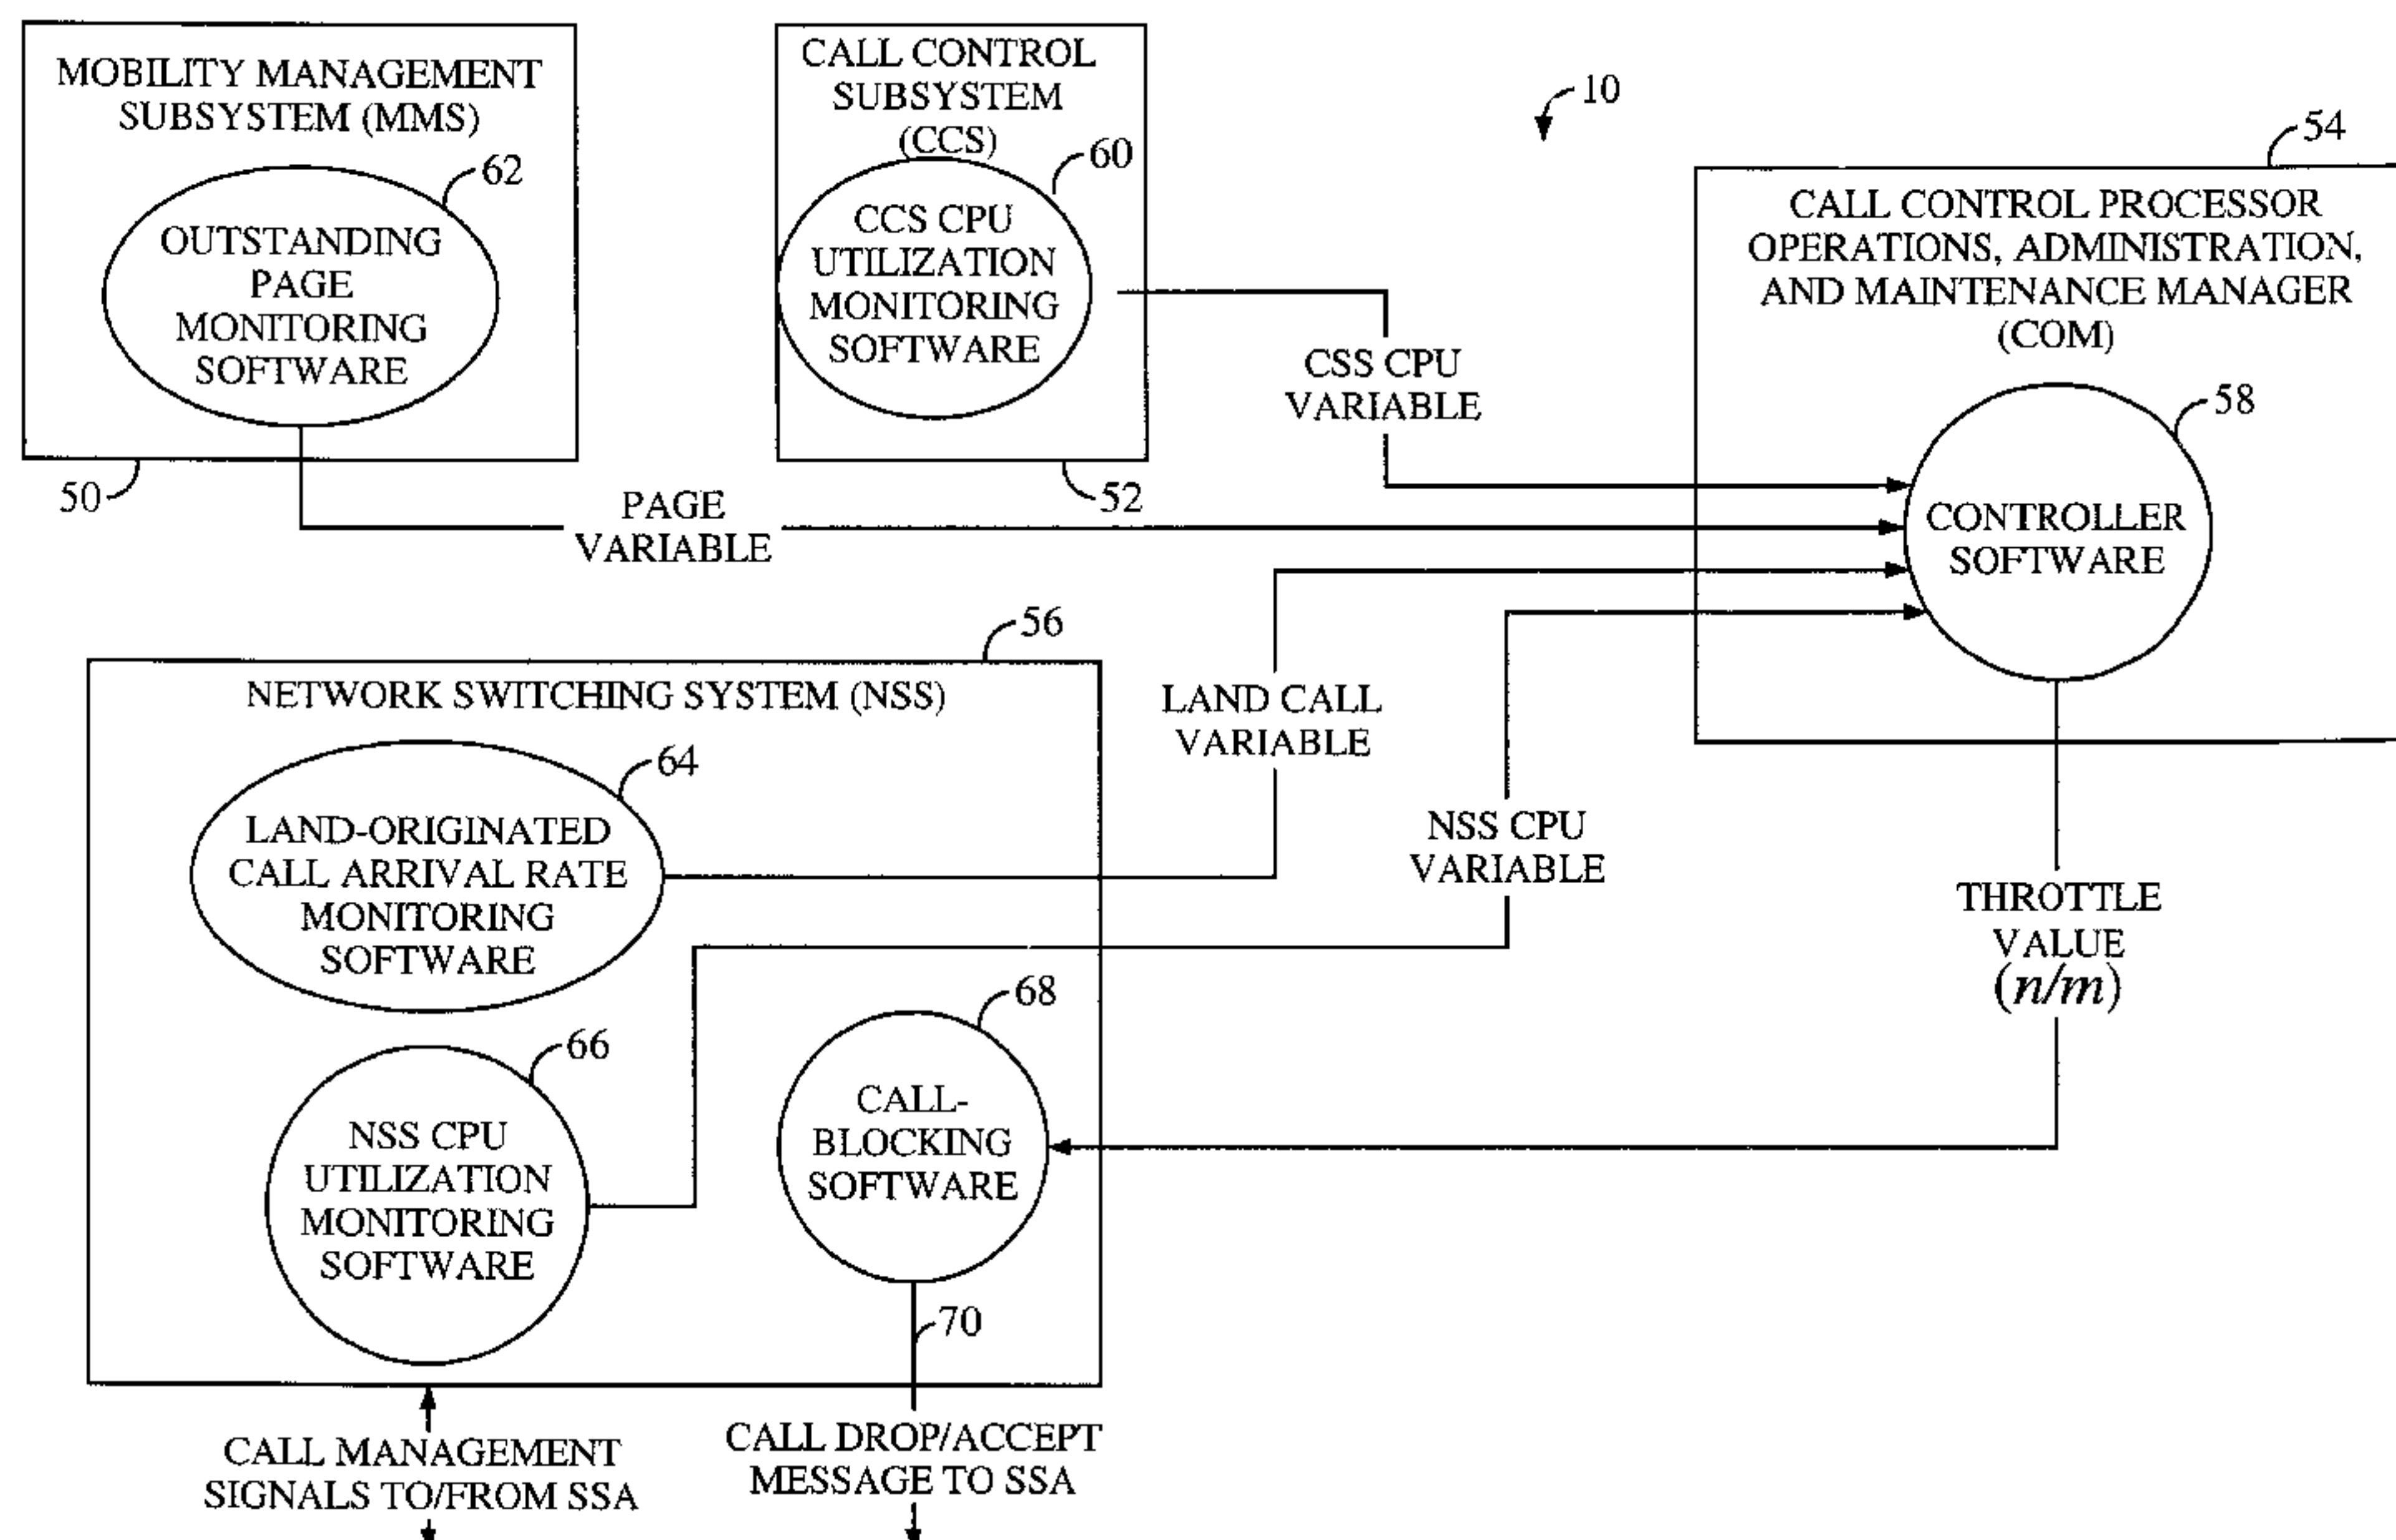 MOBILITY MANAGEMENT
SUBSYSTEM (MMS)
62
OUTSTANDING
PAGE
MONITORING
SOFTWARE
50
CALL CONTROL
SUBSYSTEM
(CCS)
60
CCS CPU
UTILIZATION
MONITORING
SOFTWARE
52
10
54
CALL CONTROL PROCESSOR
OPERATIONS, ADMINISTRATION,
AND MAINTENANCE MANAGER
(COM)
58
CONTROLLER
SOFTWARE
CSS CPU
VARIABLE
PAGE
VARIABLE
LAND CALL
VARIABLE
NSS CPU
VARIABLE
THROTTLE
VALUE
(n/m)
56
NETWORK SWITCHING SYSTEM (NSS)
64
LAND-ORIGINATED
CALL ARRIVAL RATE
MONITORING
SOFTWARE
66
NSS CPU
UTILIZATION
MONITORING
SOFTWARE
68
CALL-
BLOCKING
SOFTWARE
70
CALL MANAGEMENT
SIGNALS TO/FROM SSA
CALL DROP/ACCEPT
MESSAGE TO SSA